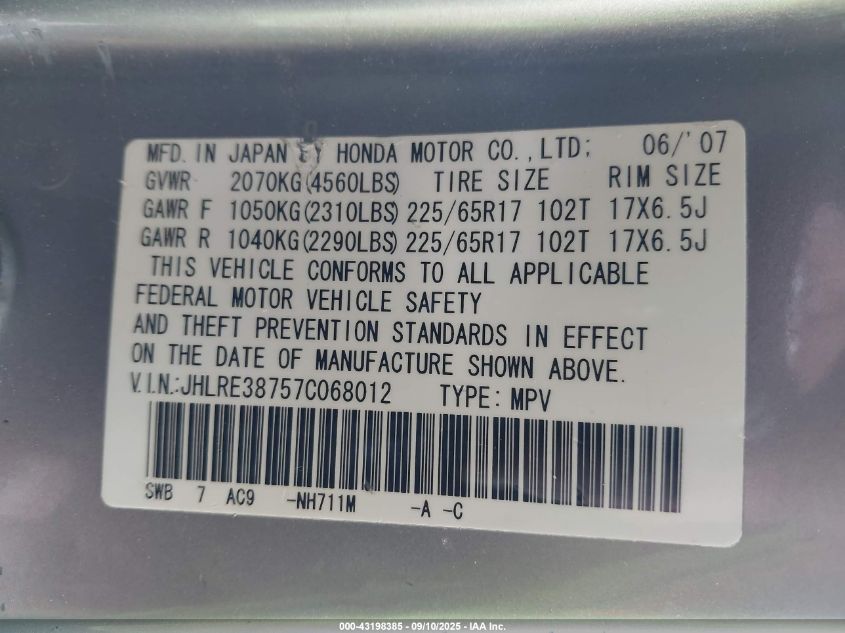 MFD. IN JAPAN BY HONDA MOTOR CO., LTD: 06/'07
GVWR 2070KG(4560LBS) TIRE SIZE RIM SIZE
GAWR F 1050KG(2310LBS) 225/65R17 102T 17X6.5J
GAWR R 1040KG(2290LBS) 225/65R17 102T 17X6.5J
THIS VEHICLE CONFORMS TO ALL APPLICABLE
FEDERAL MOTOR VEHICLE SAFETY
AND THEFT PREVENTION STANDARDS IN EFFECT
ON THE DATE OF MANUFACTURE SHOWN ABOVE.
V.I.N.:JHLRE38757C068012 TYPE: MPV
SWB 7 AC9 -NH711M -A -C
000-43198385 - 09/10/2025 - IAA Inc.